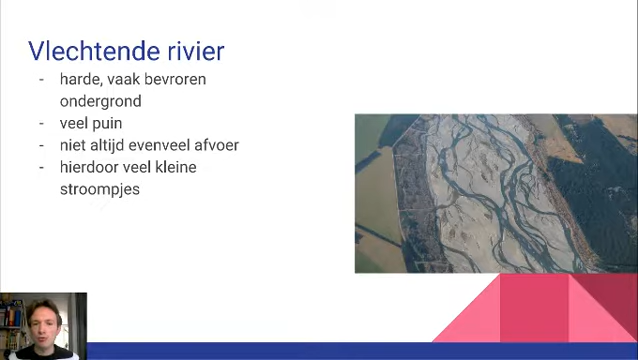 Vlechtende rivier
- harde, vaak bevroren
ondergrond
- veel puin
- niet altijd evenveel afvoer
- hierdoor veel kleine
stroompjes